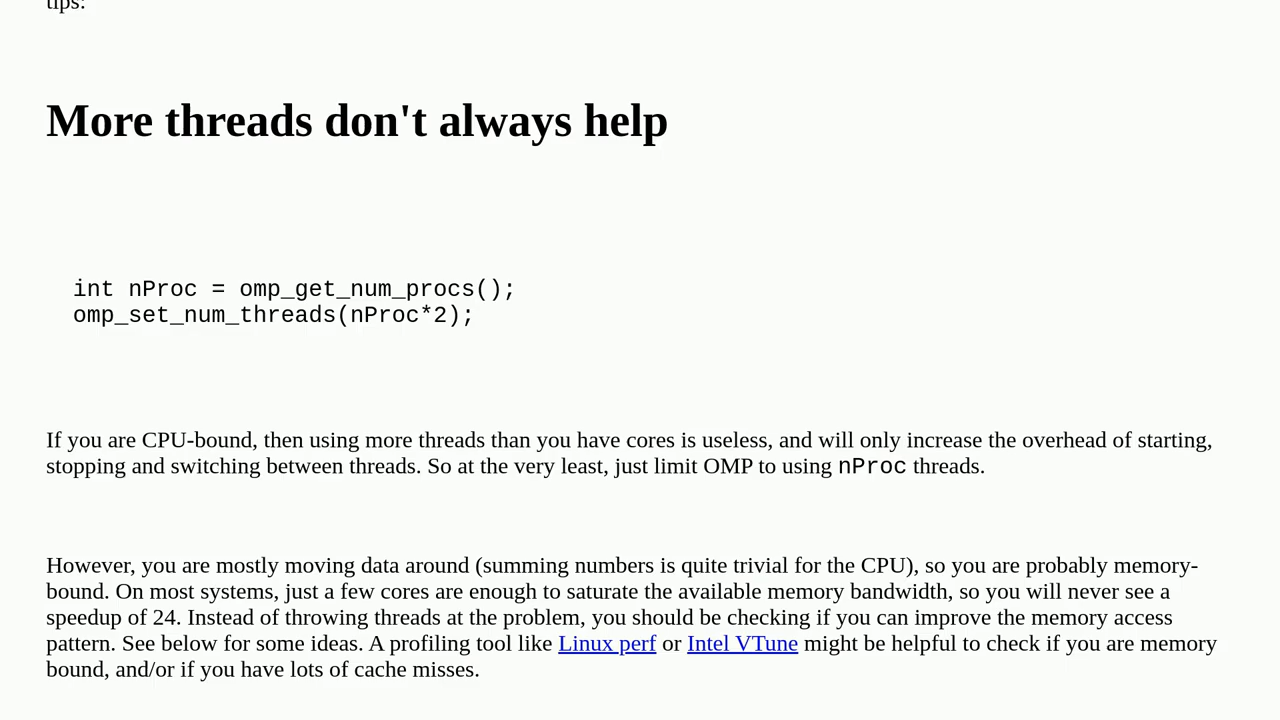 tips:
More threads don't always help
int nProc = omp_get_num_procs();
omp_set_num_threads(nProc*2);
If you are CPU-bound, then using more threads than you have cores is useless, and will only increase the overhead of starting,
stopping and switching between threads. So at the very least, just limit OMP to using nProc threads.
However, you are mostly moving data around (summing numbers is quite trivial for the CPU), so you are probably memory-
bound. On most systems, just a few cores are enough to saturate the available memory bandwidth, so you will never see a
speedup of 24. Instead of throwing threads at the problem, you should be checking if you can improve the memory access
pattern. See below for some ideas. A profiling tool like Linux perf or Intel VTune might be helpful to check if you are memory
bound, and/or if you have lots of cache misses.